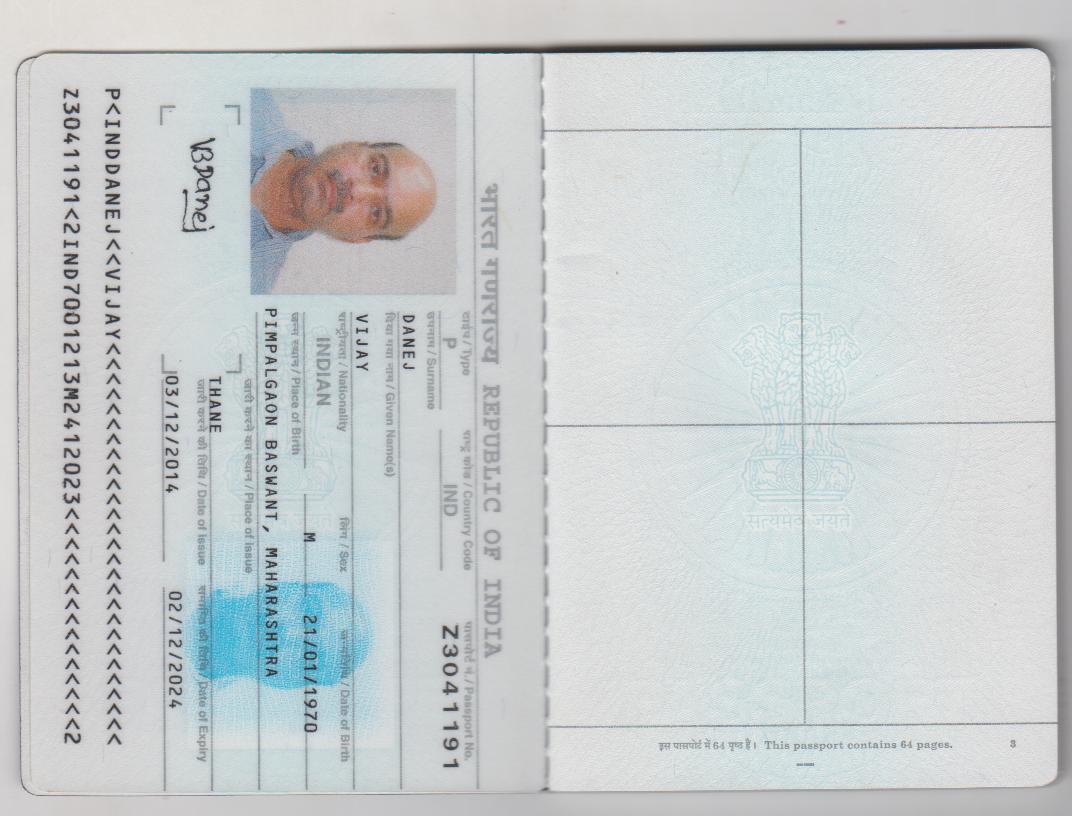 भारत गणराज्य REPUBLIC OF INDIA
टाईप / Type
राष्ट्र कोड / Country Code
पासपोर्ट नं. / Passport No.
P
IND
Z3041191
उपनाम / Surname
DANEJ
दिया गया नाम / Given Name(s)
VIJAY
राष्ट्रीयता / Nationality
लिंग / Sex
जन्मतिथि / Date of Birth
INDIAN
M
21/01/1970
जन्म स्थान / Place of Birth
PIMPALGAON BASWANT, MAHARASHTRA
जारी करने का स्थान / Place of Issue
THANE
जारी करने की तिथि / Date of Issue
समाप्ति की तिथि / Date of Expiry
03/12/2014
02/12/2024
VBDanej
P<INDDANEJ<<VIJAY<<<<<<<<<<<<<<<<<<<<<<<<<<<
Z3041191<2IND7001213M2412023<<<<<<<<<<<<<<<2
सत्यमेव जयते
इस पासपोर्ट में 64 पृष्ठ हैं। This passport contains 64 pages.
3